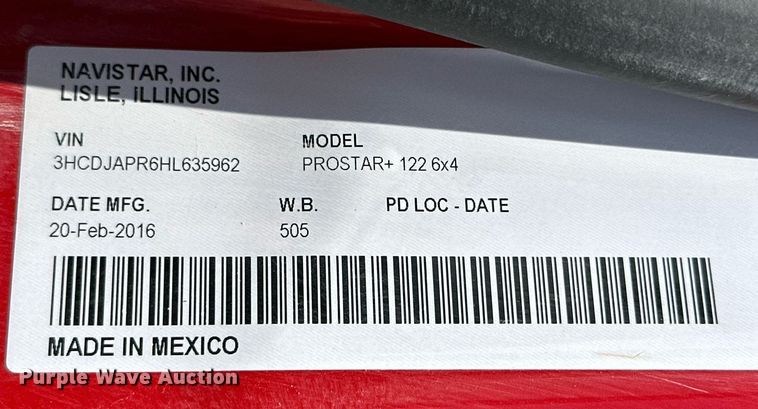 NAVISTAR, INC.
LISLE, ILLINOIS
VIN MODEL
3HCDJAPR6HL635962 PROSTAR+ 122 6x4
DATE MFG. W.B. PD LOC - DATE
20-Feb-2016 505
MADE IN MEXICO
Purple Wave Auction